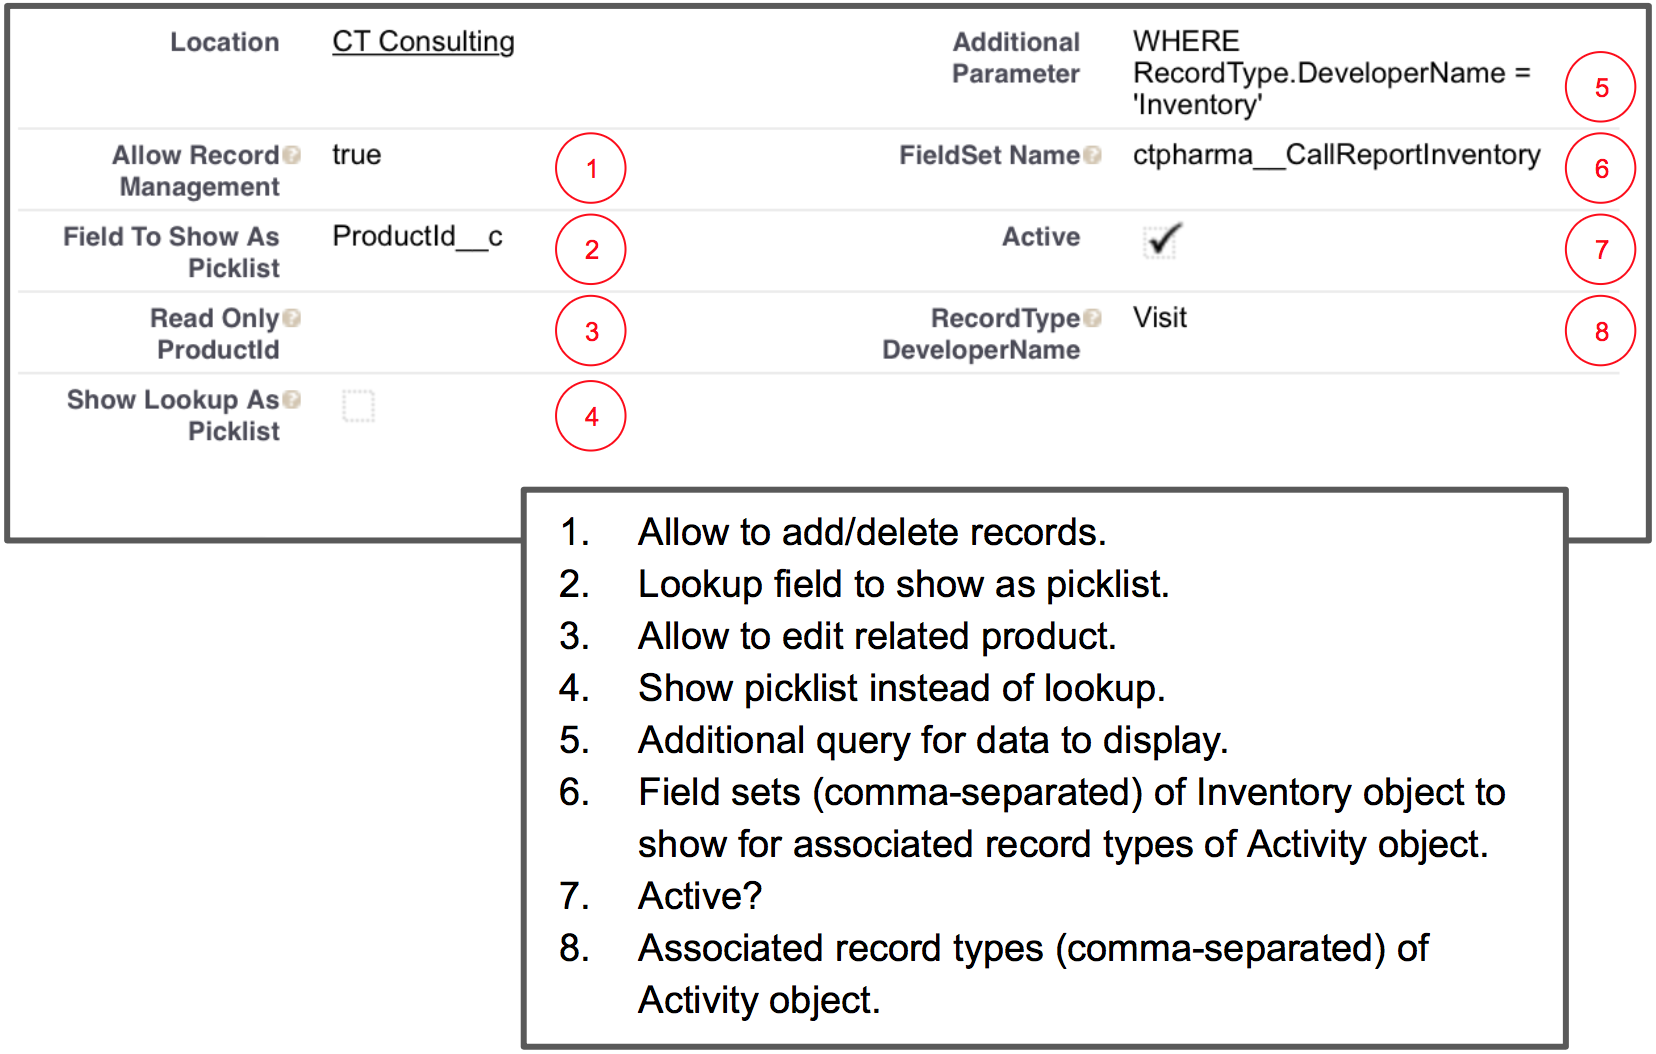 Location CT Consulting
Additional Parameter WHERE
RecordType.DeveloperName =
'Inventory' 5
Allow Record Management ? true 1
FieldSet Name ? ctpharma__CallReportInventory 6
Field To Show As Picklist ProductId__c 2
Active 7
Read Only ProductId ? 3
RecordType DeveloperName ? Visit 8
Show Lookup As Picklist ? 4
1. Allow to add/delete records.
2. Lookup field to show as picklist.
3. Allow to edit related product.
4. Show picklist instead of lookup.
5. Additional query for data to display.
6. Field sets (comma-separated) of Inventory object to
show for associated record types of Activity object.
7. Active?
8. Associated record types (comma-separated) of
Activity object.